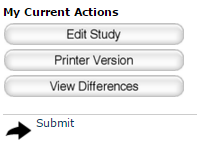 My Current Actions
Edit Study
Printer Version
View Differences
Submit